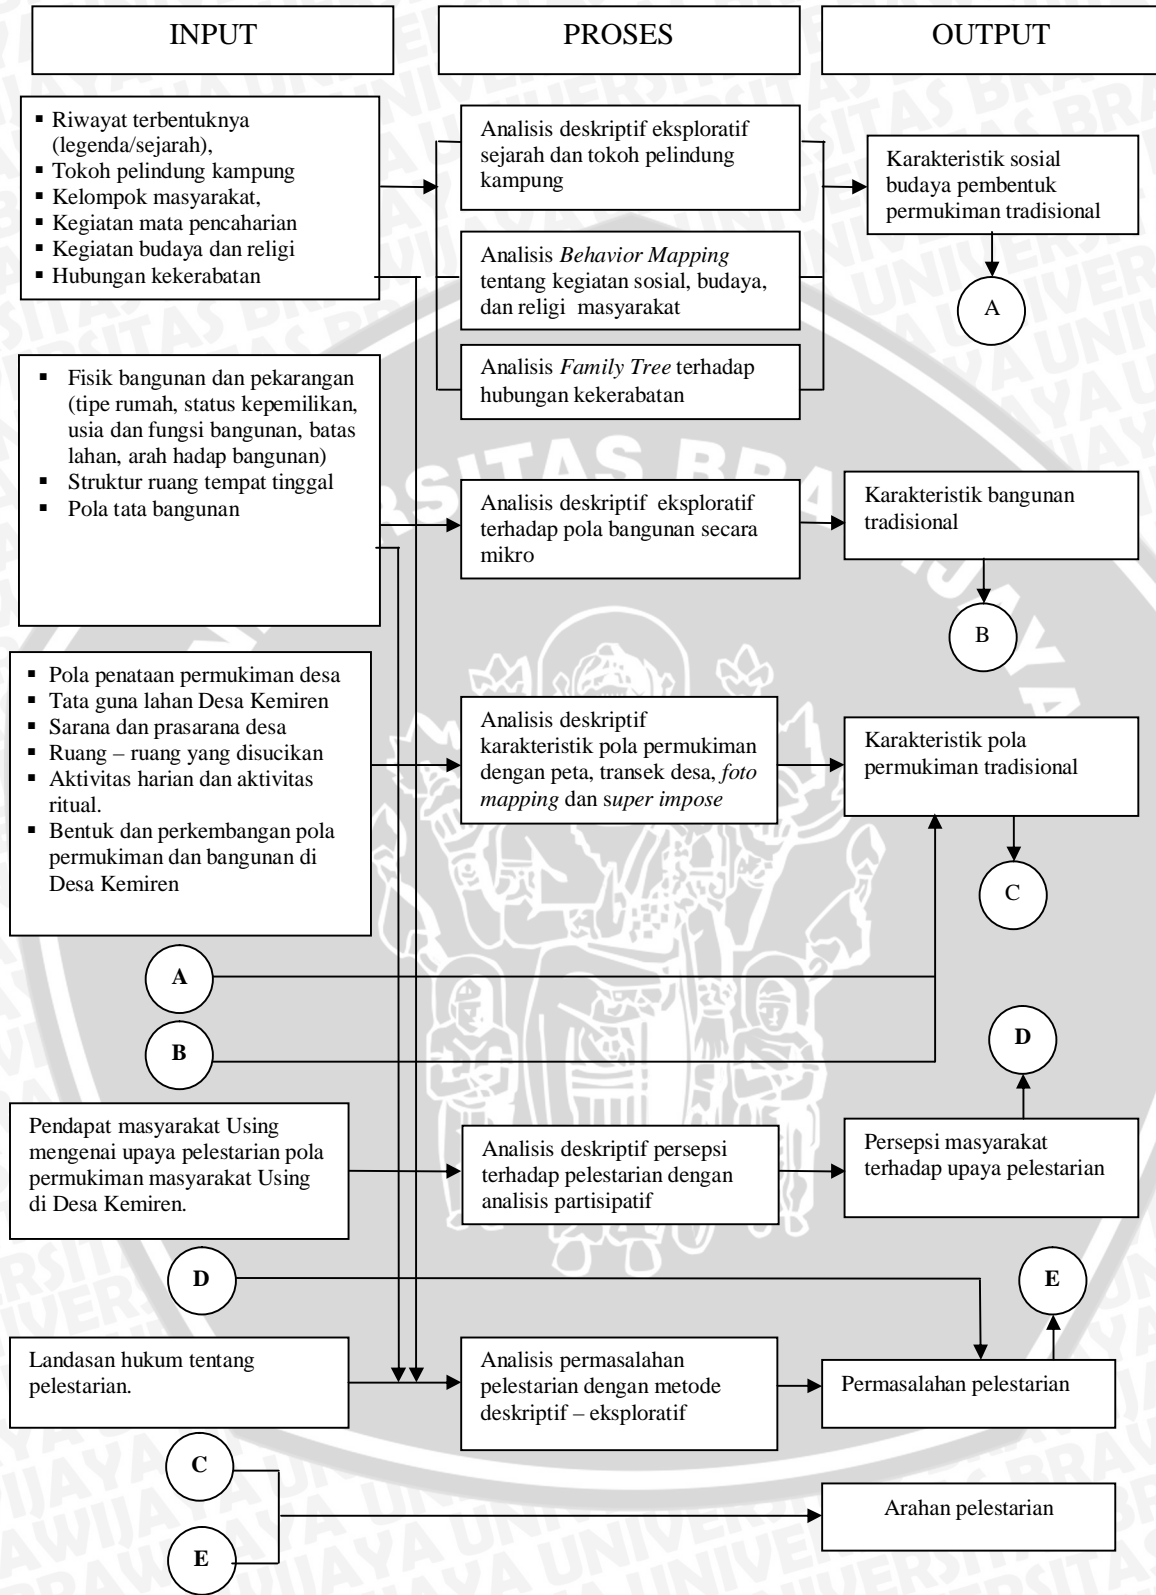 INPUT
PROSES
OUTPUT
▪ Riwayat terbentuknya
(legenda/sejarah),
▪ Tokoh pelindung kampung
▪ Kelompok masyarakat,
▪ Kegiatan mata pencaharian
▪ Kegiatan budaya dan religi
▪ Hubungan kekerabatan
Analisis deskriptif eksploratif
sejarah dan tokoh pelindung
kampung
Analisis Behavior Mapping
tentang kegiatan sosial, budaya,
dan religi masyarakat
Analisis Family Tree terhadap
hubungan kekerabatan
Karakteristik sosial
budaya pembentuk
permukiman tradisional
A
▪ Fisik bangunan dan pekarangan
(tipe rumah, status kepemilikan,
usia dan fungsi bangunan, batas
lahan, arah hadap bangunan)
▪ Struktur ruang tempat tinggal
▪ Pola tata bangunan
Analisis deskriptif eksploratif
terhadap pola bangunan secara
mikro
Karakteristik bangunan
tradisional
B
▪ Pola penataan permukiman desa
▪ Tata guna lahan Desa Kemiren
▪ Sarana dan prasarana desa
▪ Ruang – ruang yang disucikan
▪ Aktivitas harian dan aktivitas
ritual.
▪ Bentuk dan perkembangan pola
permukiman dan bangunan di
Desa Kemiren
Analisis deskriptif
karakteristik pola permukiman
dengan peta, transek desa, foto
mapping dan super impose
Karakteristik pola
permukiman tradisional
C
A
B
D
Pendapat masyarakat Using
mengenai upaya pelestarian pola
permukiman masyarakat Using
di Desa Kemiren.
Analisis deskriptif persepsi
terhadap pelestarian dengan
analisis partisipatif
Persepsi masyarakat
terhadap upaya pelestarian
D
E
Landasan hukum tentang
pelestarian.
Analisis permasalahan
pelestarian dengan metode
deskriptif – eksploratif
Permasalahan pelestarian
C
E
Arahan pelestarian